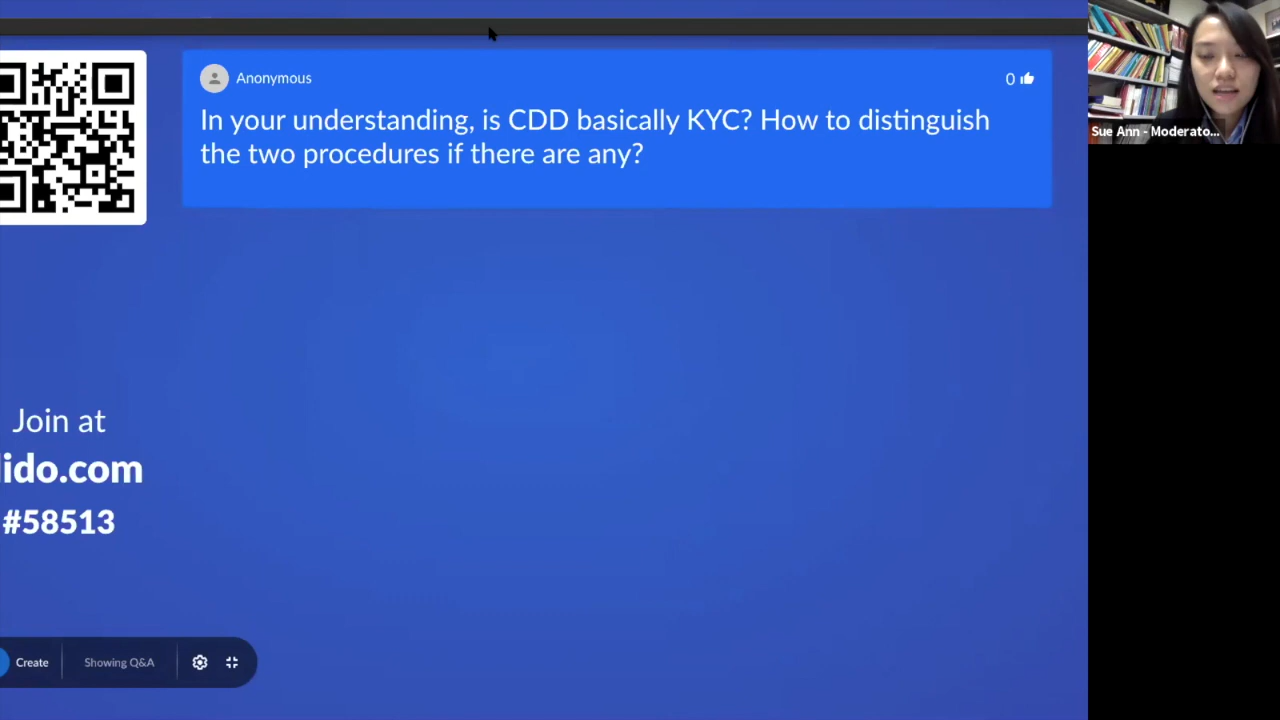 Anonymous
0
In your understanding, is CDD basically KYC? How to distinguish
the two procedures if there are any?
Sue Ann - Moderato...
Join at
lido.com
#58513
Create
Showing Q&A